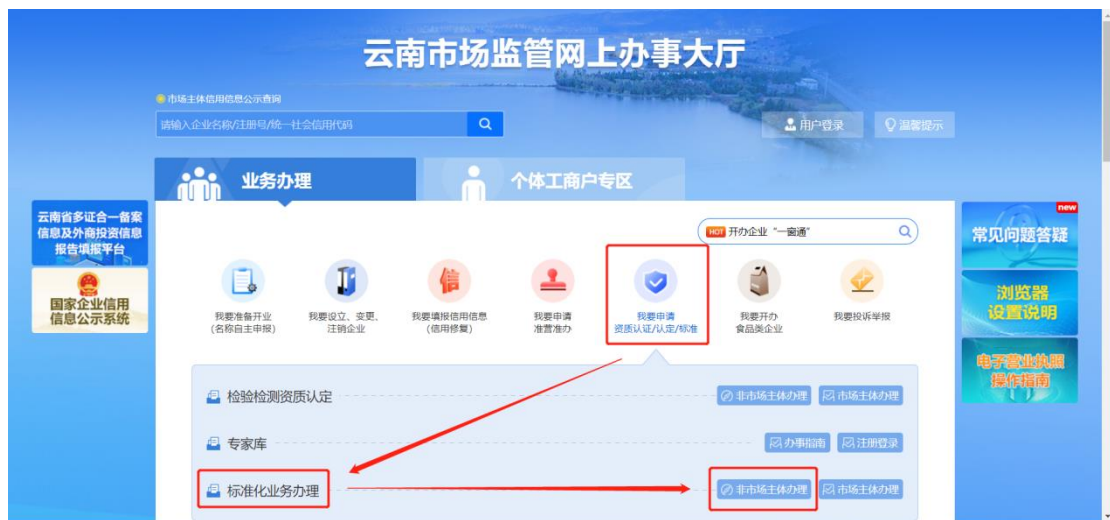 云南市场监管网上办事大厅
市场主体信用信息公示查询
请输入企业名称/注册号/统一社会信用代码
用户登录
温馨提示
业务办理
个体工商户专区
云南省多证合一备案
信息及外商投资信息
报告填报平台
国家企业信用
信息公示系统
HOT 开办企业“一窗通”
new
常见问题答疑
浏览器
设置说明
电子营业执照
操作指南
信
我要准备开业
(名称自主申报)
我要设立、变更、
注销企业
我要填报信用信息
(信用修复)
我要申请
准营准办
我要申请
资质认证/认定/标准
我要开办
食品类企业
我要投诉举报
检验检测资质认定
非市场主体办理
市场主体办理
专家库
办事指南
注册登录
标准化业务办理
非市场主体办理
市场主体办理